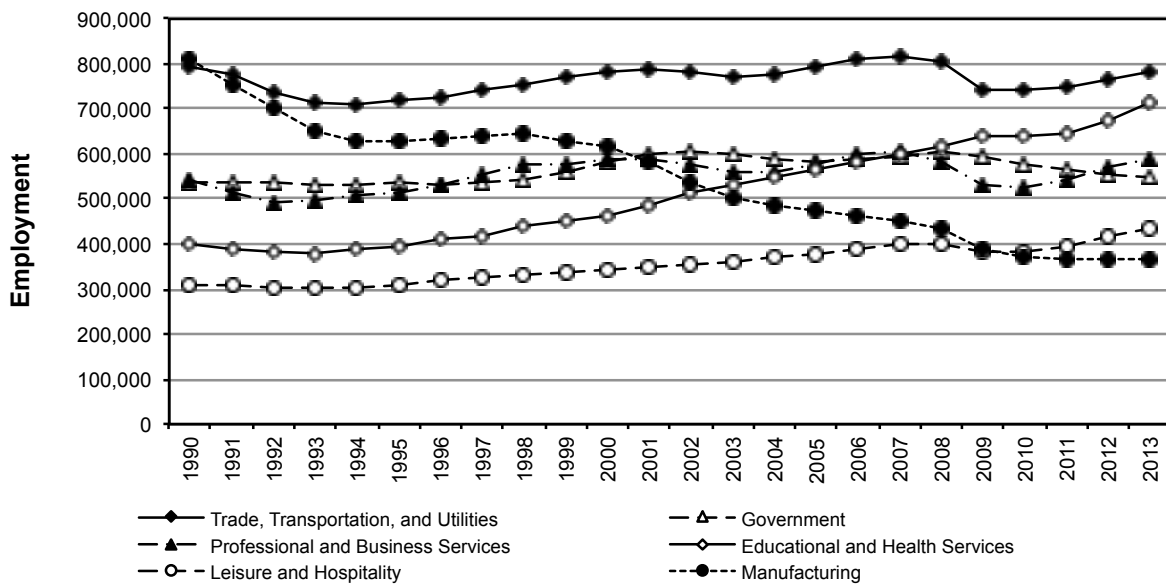 900,000
800,000
700,000
600,000
500,000
400,000
300,000
200,000
100,000
0
Employment
1990 1991 1992 1993 1994 1995 1996 1997 1998 1999 2000 2001 2002 2003 2004 2005 2006 2007 2008 2009 2010 2011 2012 2013
Trade, Transportation, and Utilities Government
Professional and Business Services Educational and Health Services
Leisure and Hospitality Manufacturing